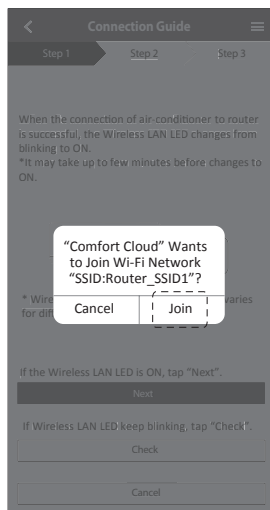 Connection Guide
Step 1
Step 2
Step 3
When the connection of air-conditioner to router
is successful, the Wireless LAN LED changes from
blinking to ON.
*It may take up to few minutes before changes to
ON.
“Comfort Cloud” Wants
to Join Wi-Fi Network
“SSID:Router_SSID1”?
Cancel
Join
* Wire
varies
for dif
If the Wireless LAN LED is ON, tap “Next”.
Next
If Wireless LAN LED keep blinking, tap “Check”.
Check
Cancel